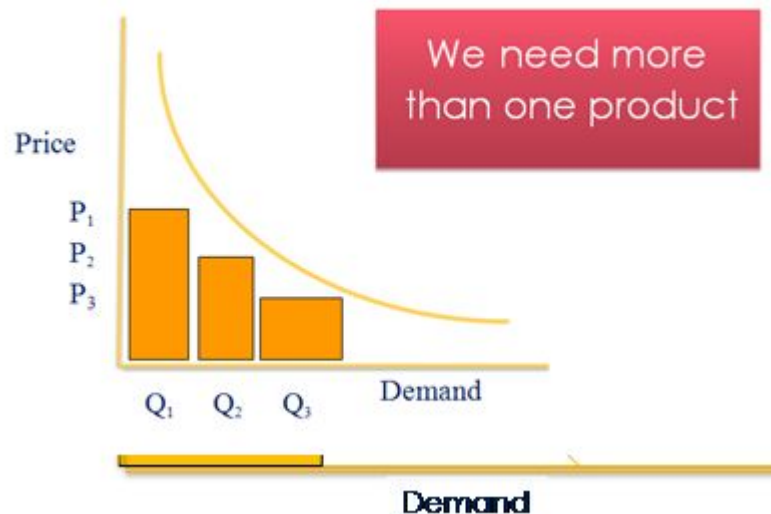 We need more
than one product
Price
P₁
P₂
P₃
Q₁ Q₂ Q₃ Demand
Demand